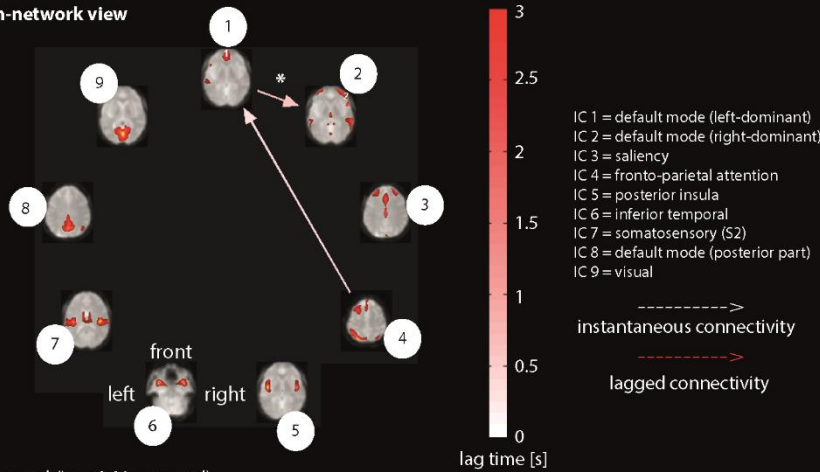 n-network view
1
*
2
9
8
3
7
4
front
left
right
6
5
3
2.5
2
1.5
1
0.5
0
lag time [s]
IC 1 = default mode (left-dominant)
IC 2 = default mode (right-dominant)
IC 3 = saliency
IC 4 = fronto-parietal attention
IC 5 = posterior insula
IC 6 = inferior temporal
IC 7 = somatosensory (S2)
IC 8 = default mode (posterior part)
IC 9 = visual
instantaneous connectivity
lagged connectivity